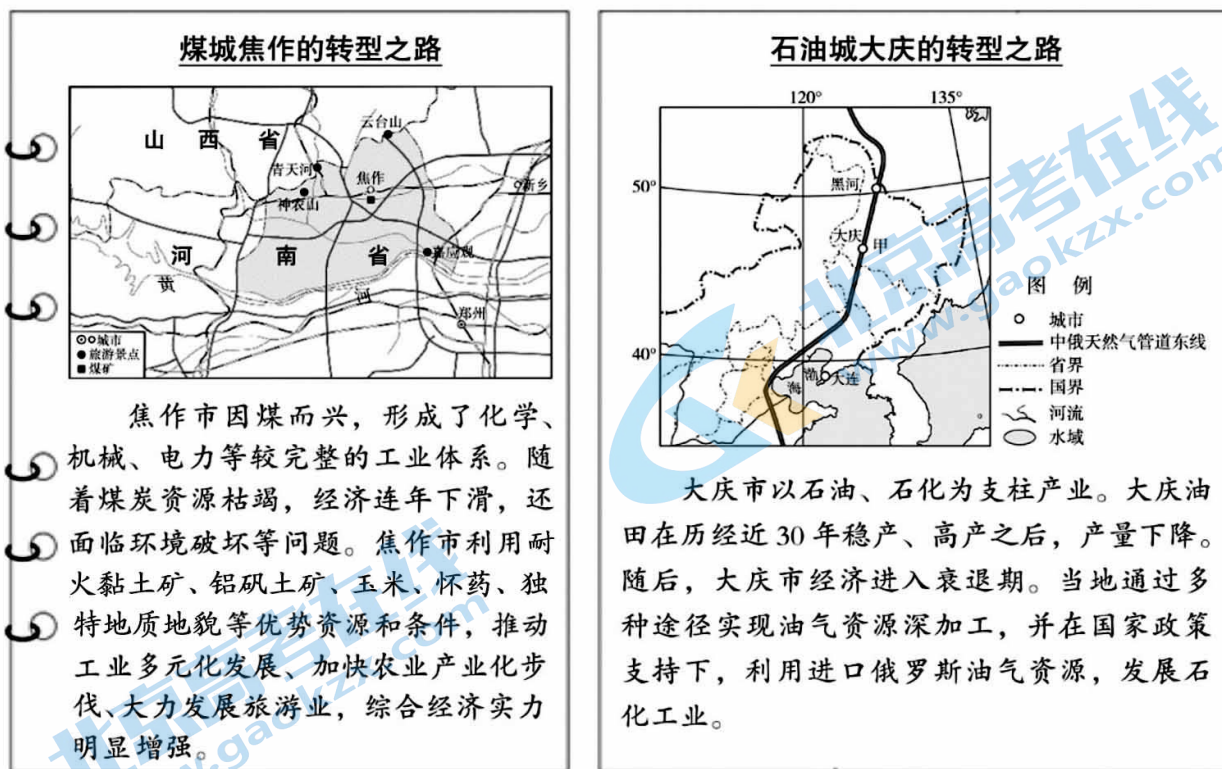 煤城焦作的转型之路
山西省
云台山
青天河
焦作
神农山
新乡
河南省
嘉应观
黄
河
郑州
城市
旅游景点
煤矿
焦作市因煤而兴，形成了化学、
机械、电力等较完整的工业体系。随
着煤炭资源枯竭，经济连年下滑，还
面临环境破坏等问题。焦作市利用耐
火黏土矿、铝矾土矿、玉米、怀药、独
特地质地貌等优势资源和条件，推动
工业多元化发展、加快农业产业化步
伐、大力发展旅游业，综合经济实力
明显增强。
北京高考在线
www.gaokzx.com
石油城大庆的转型之路
120° 135°
50°
黑河
大庆 甲
40°
渤
海
大连
图 例
城市
中俄天然气管道东线
省界
国界
河流
水域
大庆市以石油、石化为支柱产业。大庆油
田在历经近30年稳产、高产之后，产量下降。
随后，大庆市经济进入衰退期。当地通过多
种途径实现油气资源深加工，并在国家政策
支持下，利用进口俄罗斯油气资源，发展石
化工业。
北京高考在线
www.gaokzx.com